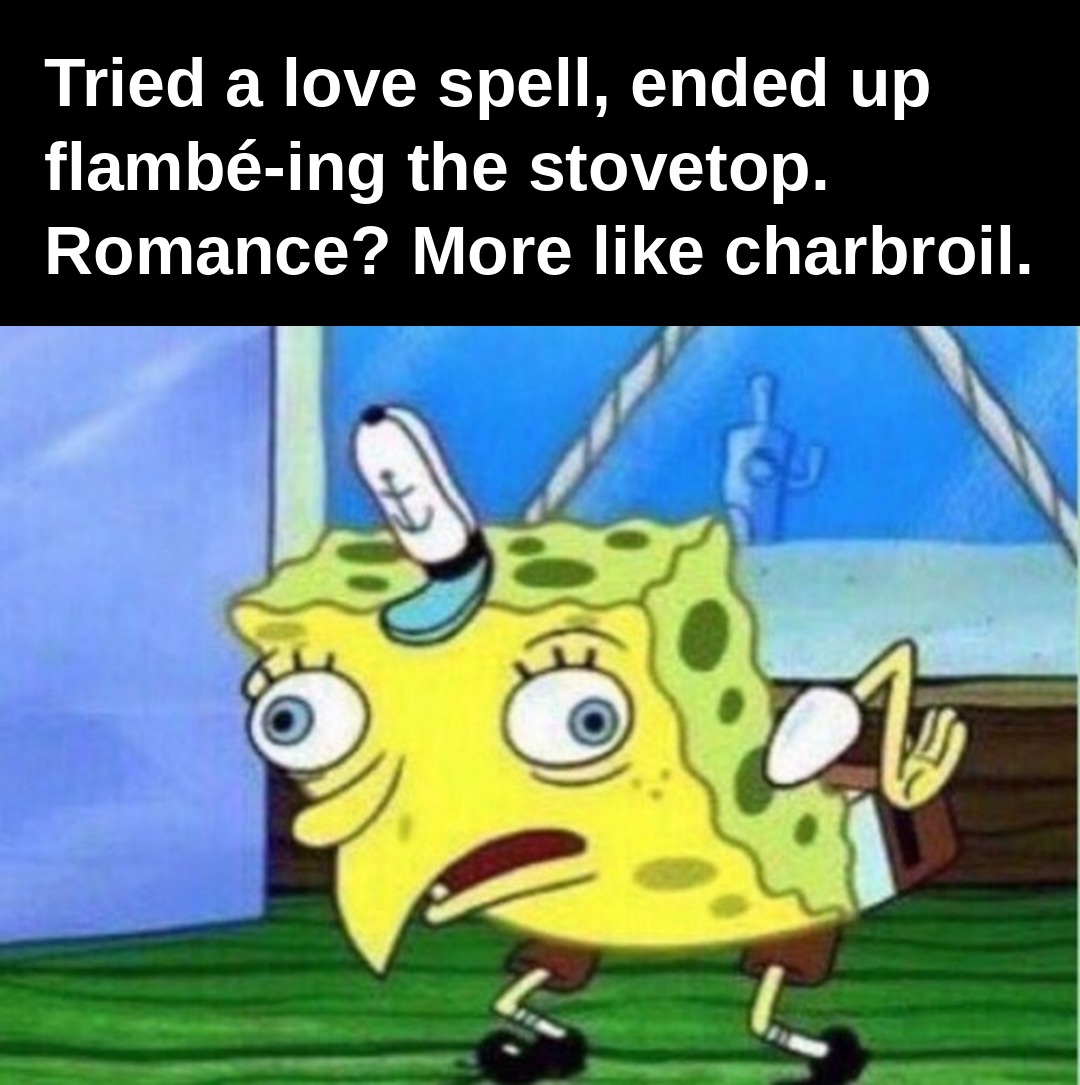 Tried a love spell, ended up
flambé-ing the stovetop.
Romance? More like charbroil.